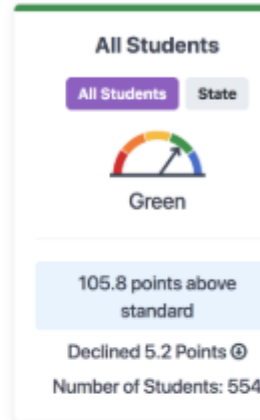 All Students
All Students State
Green
105.8 points above
standard
Declined 5.2 Points
Number of Students: 554